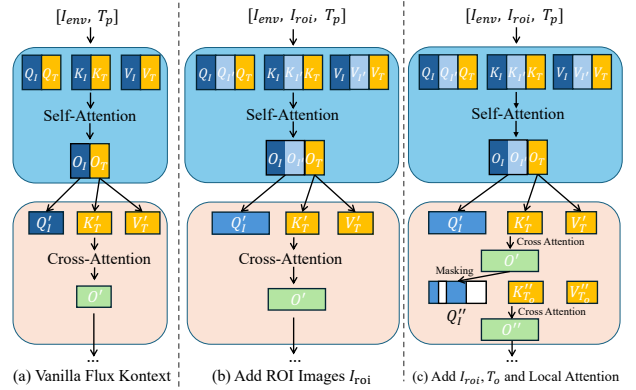 [I_env, T_p]
Q_I Q_T K_I K_T V_I V_T
Self-Attention
O_I O_T
Q'_I K'_T V'_T
Cross-Attention
O'
...
(a) Vanilla Flux Kontext
[I_env, I_roi, T_p]
Q_I Q_I' Q_T K_I K_I' K_T V_I V_I' V_T
Self-Attention
O_I O_I' O_T
Q'_I K'_T V'_T
Cross-Attention
O'
...
(b) Add ROI Images I_roi
[I_env, I_roi, T_p]
Q_I Q_I' Q_T K_I K_I' K_T V_I V_I' V_T
Self-Attention
O_I O_I' O_T
Q'_I K'_T V'_T
Cross Attention
O'
Masking
Q''_I K''_T_o V''_T_o
Cross Attention
O''
...
(c) Add I_roi, T_o and Local Attention